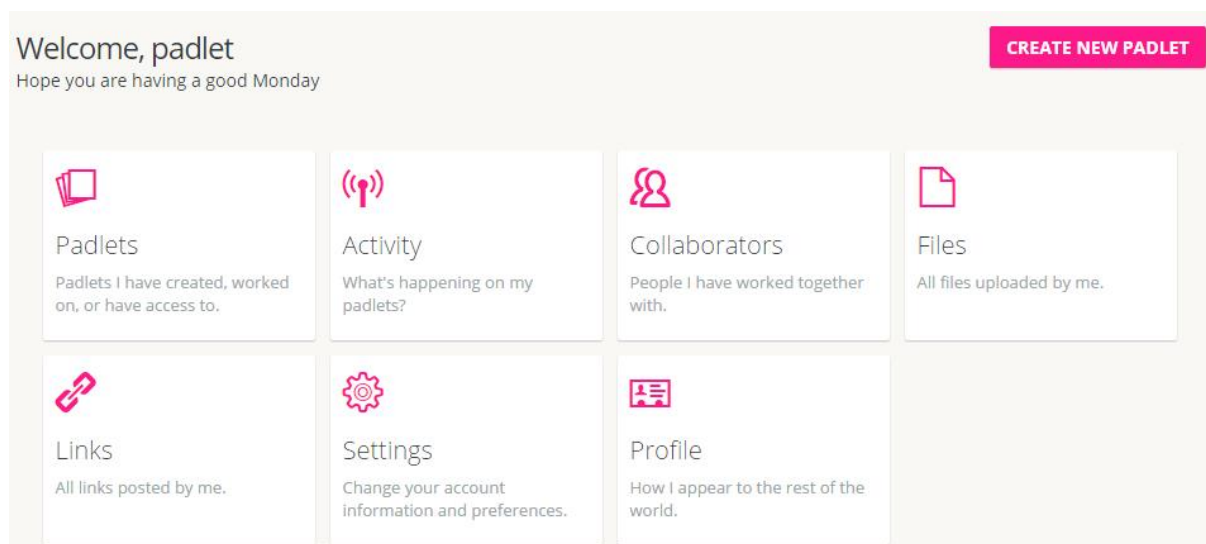 Welcome, padlet
CREATE NEW PADLET
Hope you are having a good Monday
Padlets
Padlets I have created, worked
on, or have access to.
Activity
What's happening on my
padlets?
Collaborators
People I have worked together
with.
Files
All files uploaded by me.
Links
All links posted by me.
Settings
Change your account
information and preferences.
Profile
How I appear to the rest of the
world.